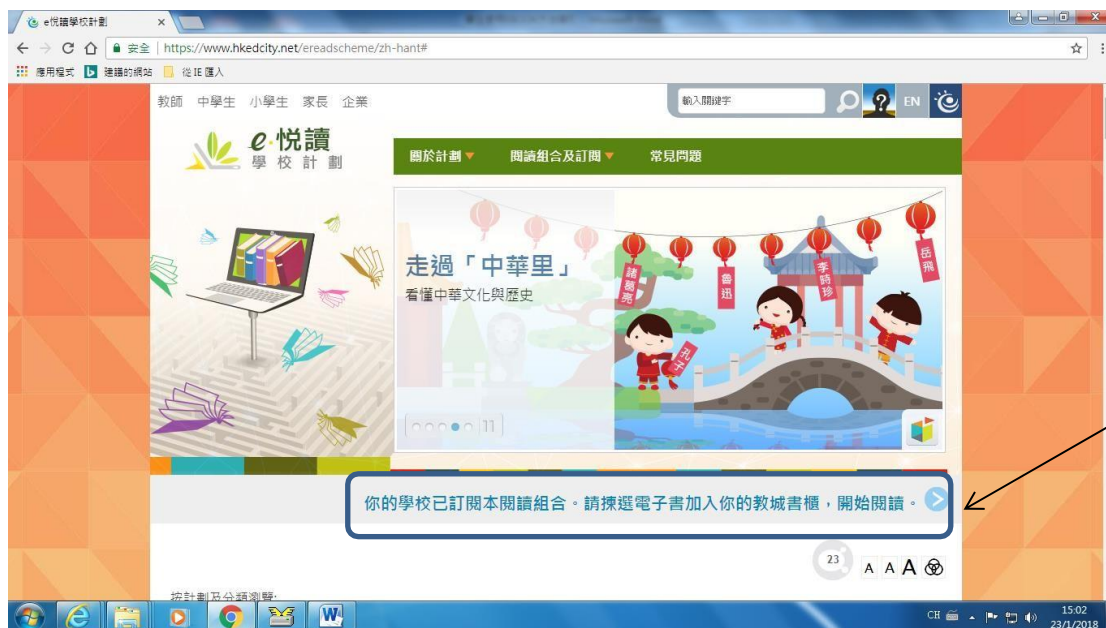 e悅讀學校計劃
安全 | https://www.hkedcity.net/ereadscheme/zh-hant#
應用程式 建議的網站 從 IE 匯入
教師 中學生 小學生 家長 企業
輸入關鍵字
EN
e·悅讀
學校計劃
關於計劃 閱讀組合及訂閱 常見問題
走過「中華里」
看懂中華文化與歷史
諸葛亮
魯迅
李時珍
岳飛
孔子
你的學校已訂閱本閱讀組合。請揀選電子書加入你的教城書櫃,開始閱讀。
23 A A A
按計劃及分類瀏覽:
CH
15:02
23/1/2018